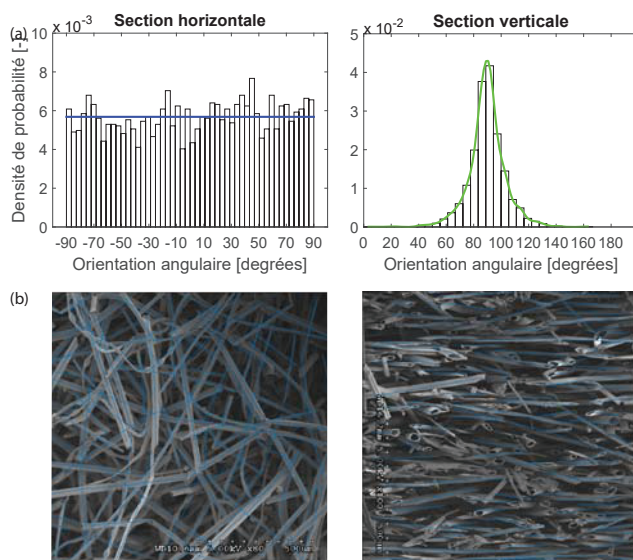 Section horizontale
Section verticale
(a)
x 10⁻³
x 10⁻²
Densité de probabilité [-]
10
8
6
4
2
0
-90 -70 -50 -30 -10 10 30 50 70 90
Orientation angulaire [degrées]
5
4
3
2
1
0
0 20 40 60 80 100 120 140 160 180
Orientation angulaire [degrées]
(b)